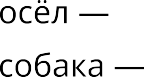 осёл —
собака —